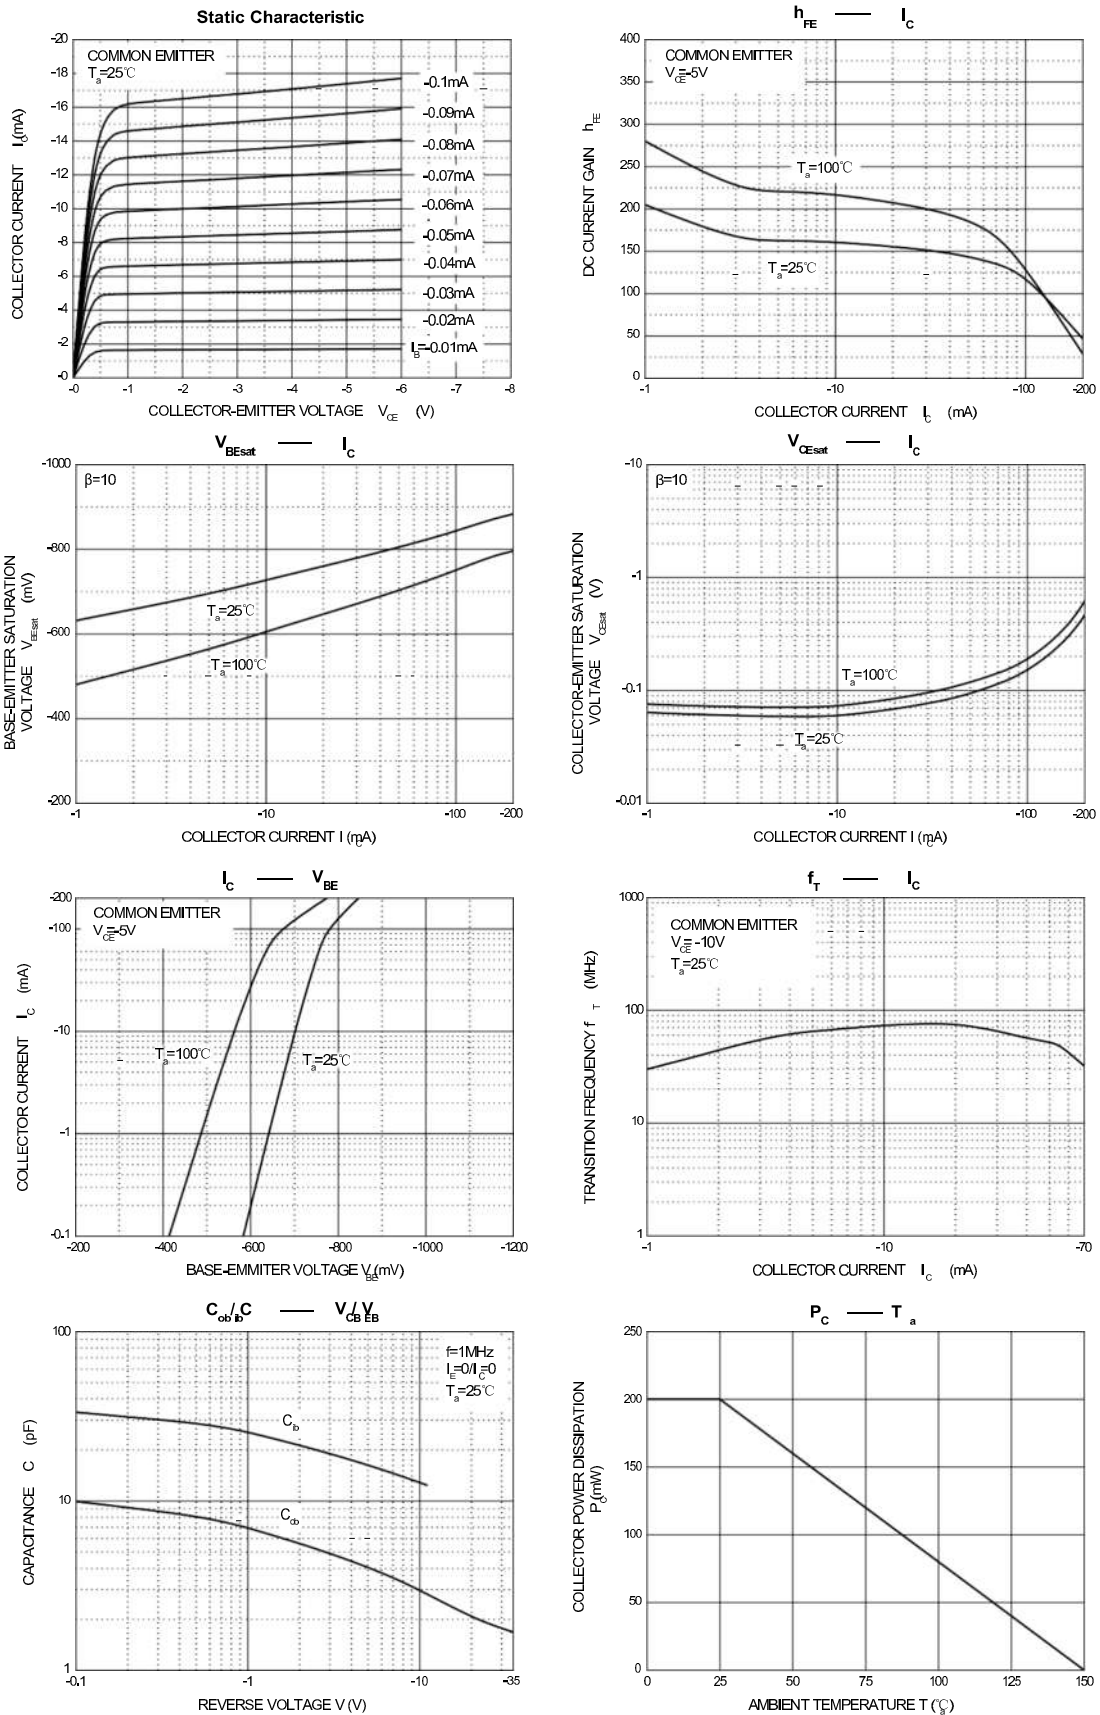 Static Characteristic
-20
-18
-16
-14
-12
-10
-8
-6
-4
-2
-0
COMMON EMITTER
Ta=25℃
-0.1mA
-0.09mA
-0.08mA
-0.07mA
-0.06mA
-0.05mA
-0.04mA
-0.03mA
-0.02mA
IB=-0.01mA
-0 -1 -2 -3 -4 -5 -6 -7 -8
COLLECTOR CURRENT IC (mA)
COLLECTOR-EMITTER VOLTAGE VCE (V)
hFE —— IC
400
350
300
250
200
150
100
50
0
COMMON EMITTER
VCE=-5V
Ta=100℃
Ta=25℃
-1 -10 -100 -200
DC CURRENT GAIN hFE
COLLECTOR CURRENT IC (mA)
VBEsat —— IC
-1000
-800
-600
-400
-200
β=10
Ta=25℃
Ta=100℃
-1 -10 -100 -200
BASE-EMITTER SATURATION
VOLTAGE VBEsat (mV)
COLLECTOR CURRENT IC (mA)
VCEsat —— IC
-10
-1
-0.1
-0.01
β=10
Ta=100℃
Ta=25℃
-1 -10 -100 -200
COLLECTOR-EMITTER SATURATION
VOLTAGE VCEsat (V)
COLLECTOR CURRENT IC (mA)
IC —— VBE
-200
-100
-10
-1
-0.1
COMMON EMITTER
VCE=-5V
Ta=100℃
Ta=25℃
-200 -400 -600 -800 -1000 -1200
COLLECTOR CURRENT IC (mA)
BASE-EMMITER VOLTAGE VBE (mV)
fT —— IC
1000
100
10
1
COMMON EMITTER
VCE= -10V
Ta=25℃
-1 -10 -70
TRANSITION FREQUENCY fT (MHz)
COLLECTOR CURRENT IC (mA)
Cob/Cib —— VCB/VEB
100
10
1
f=1MHz
IE=0/IC=0
Ta=25℃
Cib
Cob
-0.1 -1 -10 -35
CAPACITANCE C (pF)
REVERSE VOLTAGE V (V)
PC —— Ta
250
200
150
100
50
0
0 25 50 75 100 125 150
COLLECTOR POWER DISSIPATION
PC (mW)
AMBIENT TEMPERATURE Ta (℃)